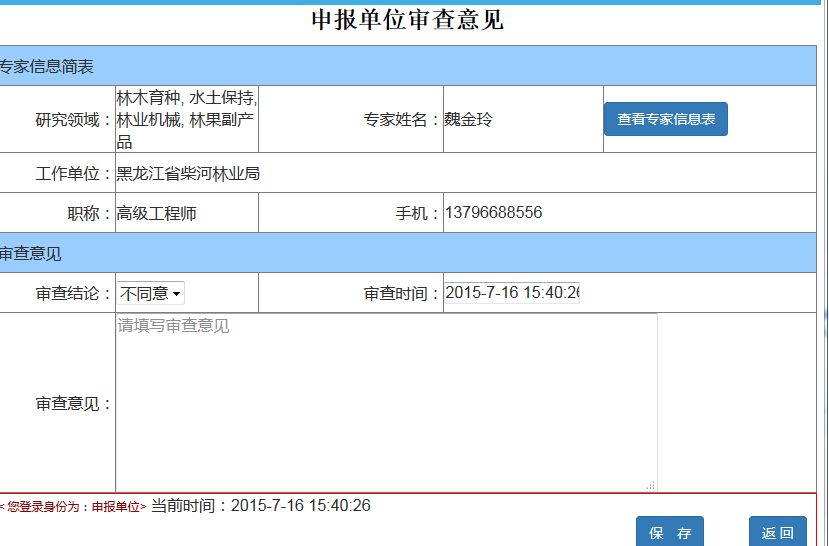 申报单位审查意见
专家信息简表
研究领域：
林木育种, 水土保持,
林业机械, 林果副产
品
专家姓名：
魏金玲
查看专家信息表
工作单位：
黑龙江省柴河林业局
职称：
高级工程师
手机：
13796688556
审查意见
审查结论：
不同意
审查时间：
2015-7-16 15:40:26
审查意见：
请填写审查意见
<您登录身份为：申报单位> 当前时间：2015-7-16 15:40:26
保 存
返 回